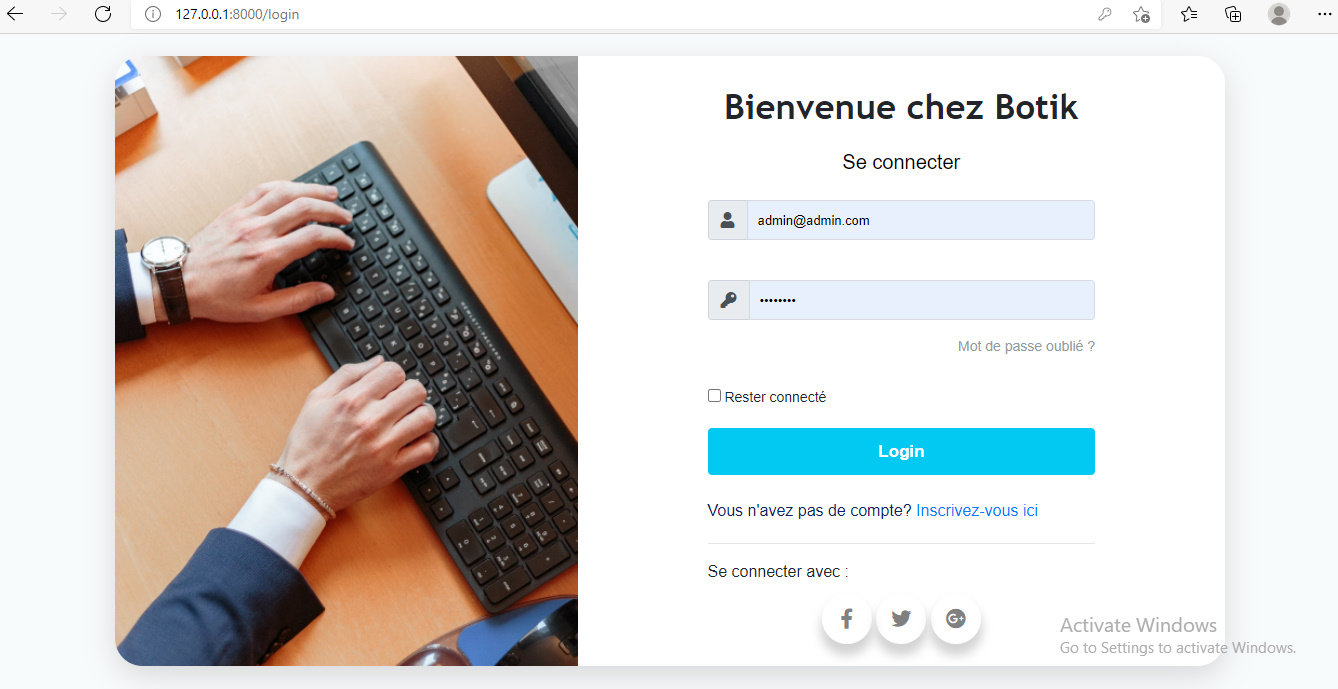 127.0.0.1:8000/login
Bienvenue chez Botik
Se connecter
admin@admin.com
••••••••
Mot de passe oublié ?
Rester connecté
Login
Vous n'avez pas de compte? Inscrivez-vous ici
Se connecter avec :
Activate Windows
Go to Settings to activate Windows.